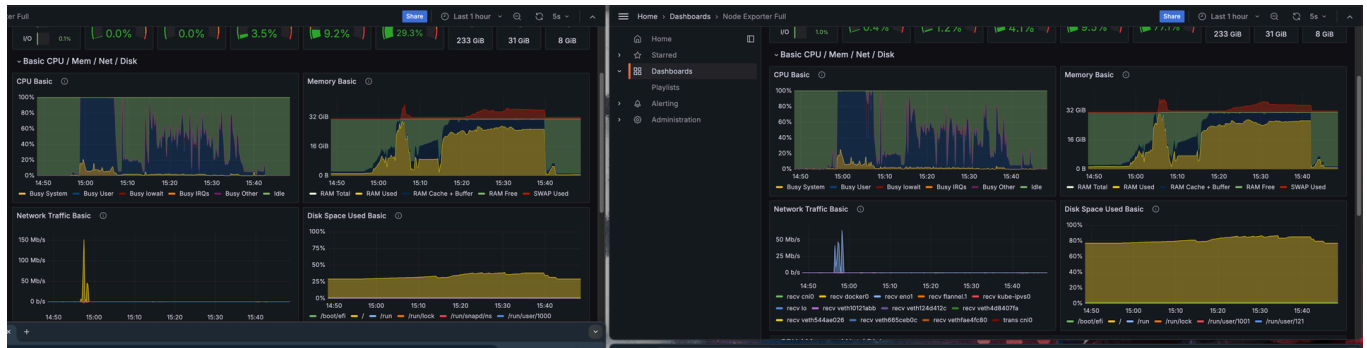 er Full
Share
Last 1 hour
5s
I/O 0.1%
0.0%
0.0%
3.5%
9.2%
29.3%
233 GiB
31 GiB
8 GiB
Basic CPU / Mem / Net / Disk
CPU Basic
100%
80%
60%
40%
20%
0%
14:50 15:00 15:10 15:20 15:30 15:40
Busy System Busy User Busy Iowait Busy IRQs Busy Other Idle
Memory Basic
32 GiB
16 GiB
0 B
14:50 15:00 15:10 15:20 15:30 15:40
RAM Total RAM Used RAM Cache + Buffer RAM Free SWAP Used
Network Traffic Basic
150 Mb/s
100 Mb/s
50 Mb/s
0 b/s
14:50 15:00 15:10 15:20 15:30 15:40
Disk Space Used Basic
100%
75%
50%
25%
0%
14:50 15:00 15:10 15:20 15:30 15:40
/boot/efi / /run /run/lock /run/snapd/ns /run/user/1000
Home › Dashboards › Node Exporter Full
Share
Last 1 hour
5s
Home
Starred
Dashboards
Playlists
Alerting
Administration
I/O 1.0%
0.4%
1.2%
4.1%
9.5%
77.1%
233 GiB
31 GiB
8 GiB
Basic CPU / Mem / Net / Disk
CPU Basic
100%
80%
60%
40%
20%
0%
14:50 15:00 15:10 15:20 15:30 15:40
Busy System Busy User Busy Iowait Busy IRQs Busy Other Idle
Memory Basic
32 GiB
16 GiB
0 B
14:50 15:00 15:10 15:20 15:30 15:40
RAM Total RAM Used RAM Cache + Buffer RAM Free SWAP Used
Network Traffic Basic
50 Mb/s
25 Mb/s
0 b/s
14:50 15:00 15:10 15:20 15:30 15:40
recv cni0 recv docker0 recv eno1 recv flannel.1 recv kube-ipvs0
recv lo recv veth10121abb recv veth124d412c recv veth4d8407fa
recv veth544ae026 recv veth665ceb0c recv vethfae4fc80 trans cni0
Disk Space Used Basic
100%
80%
60%
40%
20%
0%
14:50 15:00 15:10 15:20 15:30 15:40
/boot/efi / /run /run/lock /run/user/1001 /run/user/121